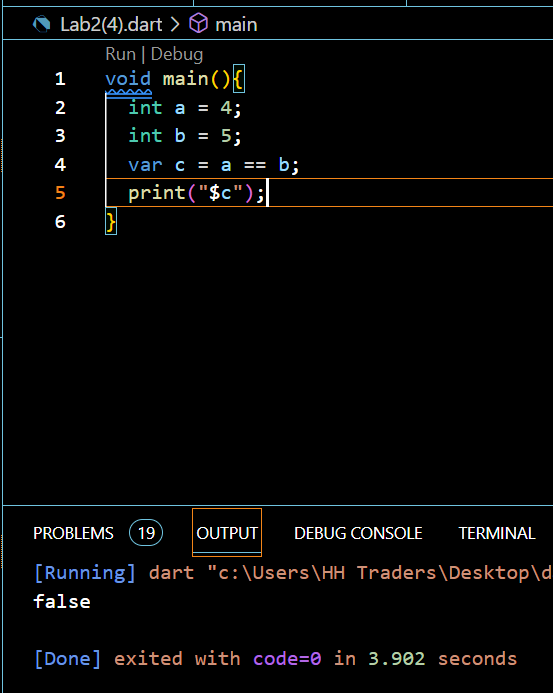 Lab2(4).dart > main
Run | Debug
1 void main(){
2 int a = 4;
3 int b = 5;
4 var c = a == b;
5 print("$c");
6 }
PROBLEMS 19 OUTPUT DEBUG CONSOLE TERMINAL
[Running] dart "c:\Users\HH Traders\Desktop\d
false
[Done] exited with code=0 in 3.902 seconds